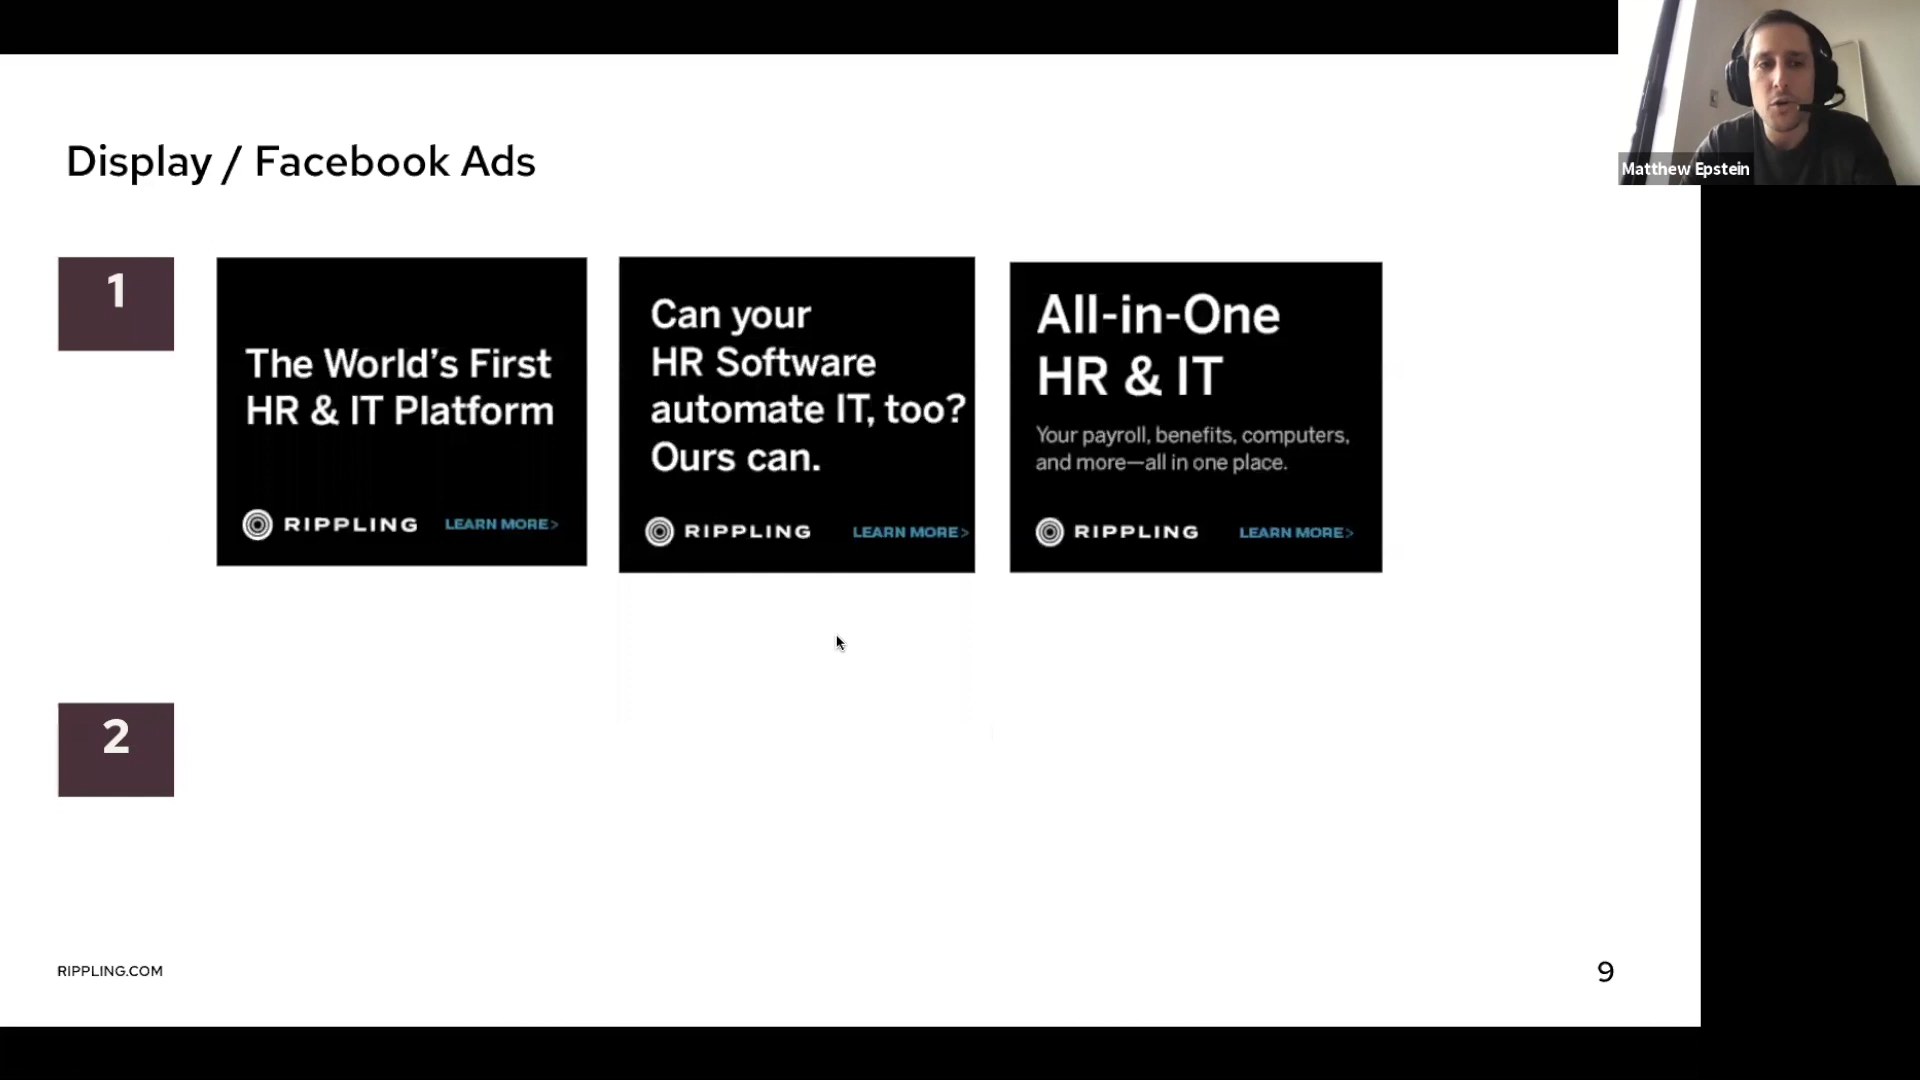 Matthew Epstein
Display / Facebook Ads
1
The World's First
HR & IT Platform
RIPPLING
LEARN MORE >
Can your
HR Software
automate IT, too?
Ours can.
RIPPLING
LEARN MORE >
All-in-One
HR & IT
Your payroll, benefits, computers,
and more—all in one place.
RIPPLING
LEARN MORE >
2
RIPPLING.COM
9